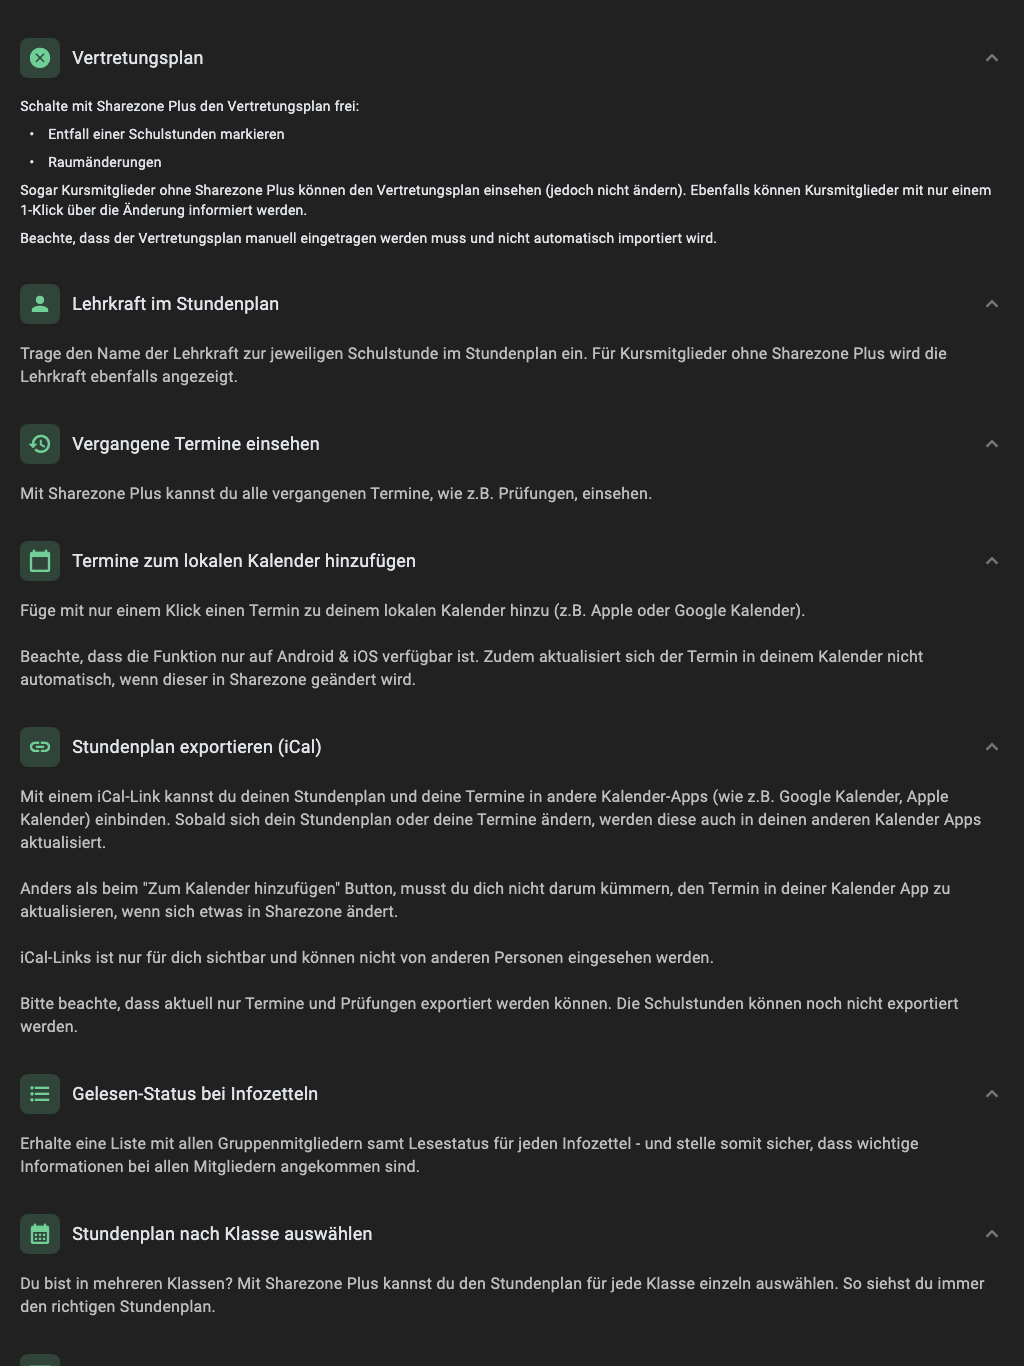 Vertretungsplan
Schalte mit Sharezone Plus den Vertretungsplan frei:
• Entfall einer Schulstunden markieren
• Raumänderungen
Sogar Kursmitglieder ohne Sharezone Plus können den Vertretungsplan einsehen (jedoch nicht ändern). Ebenfalls können Kursmitglieder mit nur einem
1-Klick über die Änderung informiert werden.
Beachte, dass der Vertretungsplan manuell eingetragen werden muss und nicht automatisch importiert wird.
Lehrkraft im Stundenplan
Trage den Name der Lehrkraft zur jeweiligen Schulstunde im Stundenplan ein. Für Kursmitglieder ohne Sharezone Plus wird die
Lehrkraft ebenfalls angezeigt.
Vergangene Termine einsehen
Mit Sharezone Plus kannst du alle vergangenen Termine, wie z.B. Prüfungen, einsehen.
Termine zum lokalen Kalender hinzufügen
Füge mit nur einem Klick einen Termin zu deinem lokalen Kalender hinzu (z.B. Apple oder Google Kalender).
Beachte, dass die Funktion nur auf Android & iOS verfügbar ist. Zudem aktualisiert sich der Termin in deinem Kalender nicht
automatisch, wenn dieser in Sharezone geändert wird.
Stundenplan exportieren (iCal)
Mit einem iCal-Link kannst du deinen Stundenplan und deine Termine in andere Kalender-Apps (wie z.B. Google Kalender, Apple
Kalender) einbinden. Sobald sich dein Stundenplan oder deine Termine ändern, werden diese auch in deinen anderen Kalender Apps
aktualisiert.
Anders als beim "Zum Kalender hinzufügen" Button, musst du dich nicht darum kümmern, den Termin in deiner Kalender App zu
aktualisieren, wenn sich etwas in Sharezone ändert.
iCal-Links ist nur für dich sichtbar und können nicht von anderen Personen eingesehen werden.
Bitte beachte, dass aktuell nur Termine und Prüfungen exportiert werden können. Die Schulstunden können noch nicht exportiert
werden.
Gelesen-Status bei Infozetteln
Erhalte eine Liste mit allen Gruppenmitgliedern samt Lesestatus für jeden Infozettel - und stelle somit sicher, dass wichtige
Informationen bei allen Mitgliedern angekommen sind.
Stundenplan nach Klasse auswählen
Du bist in mehreren Klassen? Mit Sharezone Plus kannst du den Stundenplan für jede Klasse einzeln auswählen. So siehst du immer
den richtigen Stundenplan.